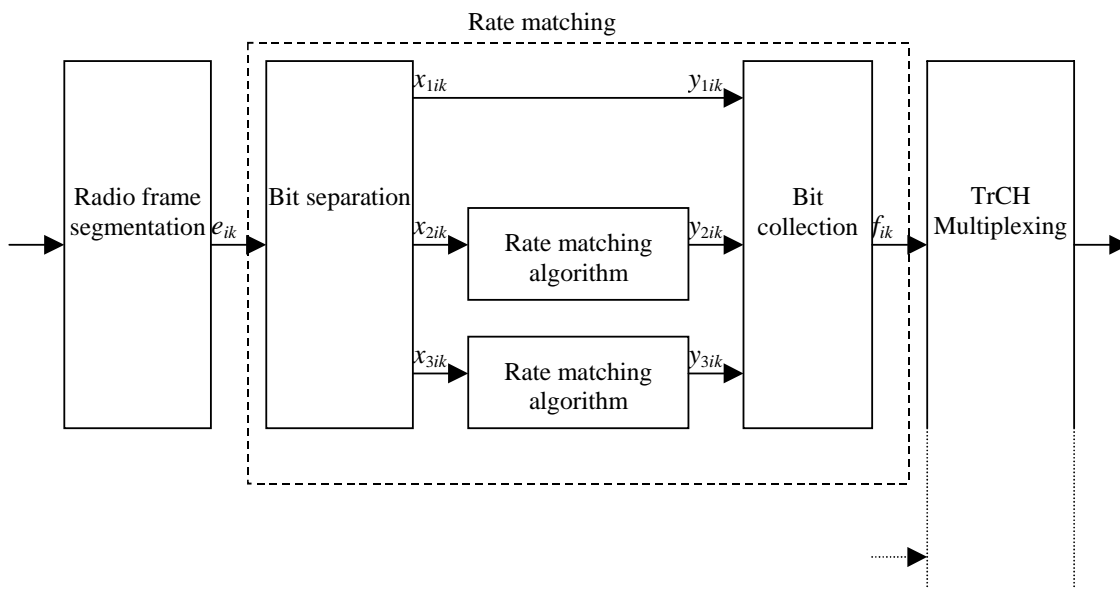 Rate matching
Radio frame
segmentation
e_ik
Bit separation
x_1ik
y_1ik
x_2ik
Rate matching
algorithm
y_2ik
x_3ik
Rate matching
algorithm
y_3ik
Bit
collection
f_ik
TrCH
Multiplexing